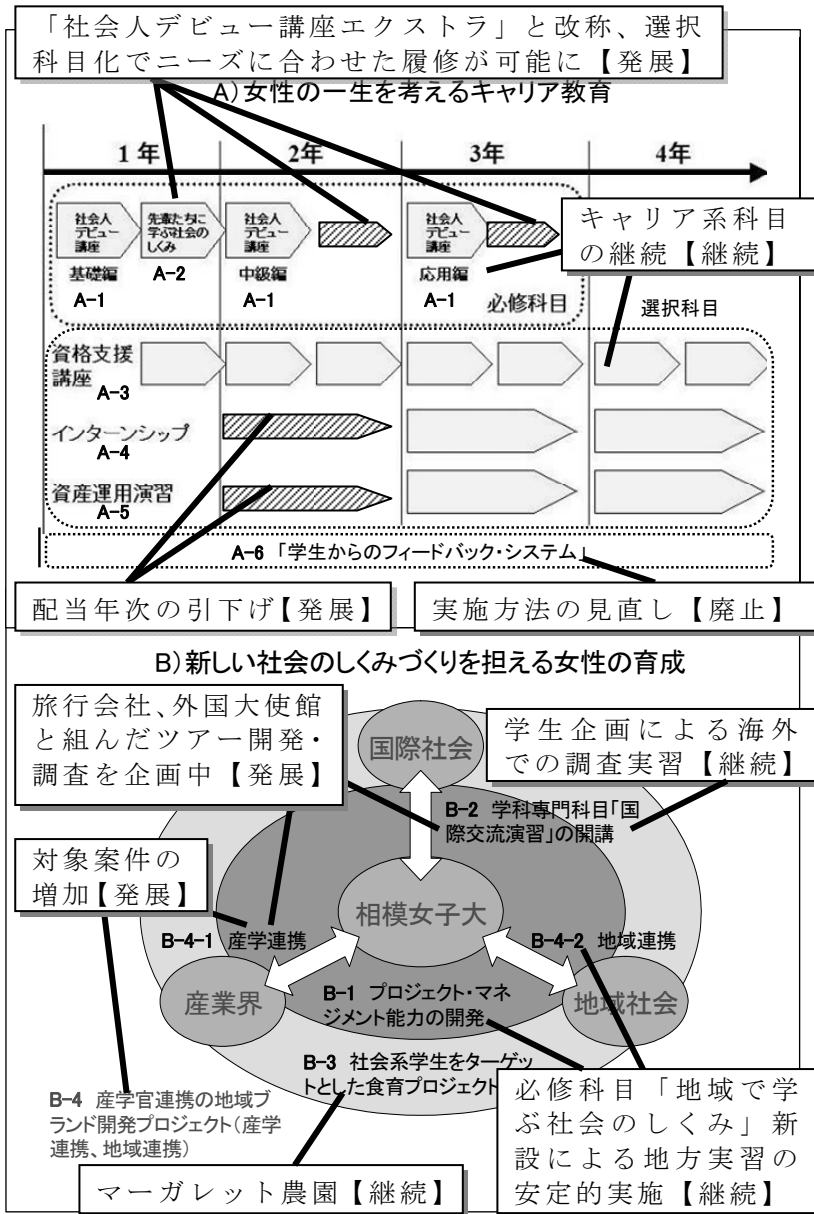 「社会人デビュー講座エクストラ」と改称、選択
科目化でニーズに合わせた履修が可能に【発展】
A)女性の一生を考えるキャリア教育
1年 2年 3年 4年
社会人
デビュー
講座
先輩たちに
学ぶ社会の
しくみ
社会人
デビュー
講座
社会人
デビュー
講座
キャリア系科目
の継続【継続】
基礎編 A-2 中級編 応用編
A-1 A-1 A-1 必修科目
選択科目
資格支援
講座
A-3
インターンシップ
A-4
資産運用演習
A-5
A-6 「学生からのフィードバック・システム」
配当年次の引下げ【発展】
実施方法の見直し【廃止】
B)新しい社会のしくみづくりを担える女性の育成
旅行会社、外国大使館
と組んだツアー開発・
調査を企画中【発展】
国際社会
学生企画による海外
での調査実習【継続】
B-2 学科専門科目「国
際交流演習」の開講
対象案件の
増加【発展】
相模女子大
B-4-1 産学連携
B-4-2 地域連携
産業界
B-1 プロジェクト・マネ
ジメント能力の開発
地域社会
B-3 社会系学生をターゲッ
トとした食育プロジェクト
B-4 産学官連携の地域ブ
ランド開発プロジェクト(産学
連携、地域連携)
必修科目「地域で学
ぶ社会のしくみ」新
設による地方実習の
安定的実施【継続】
マーガレット農園【継続】